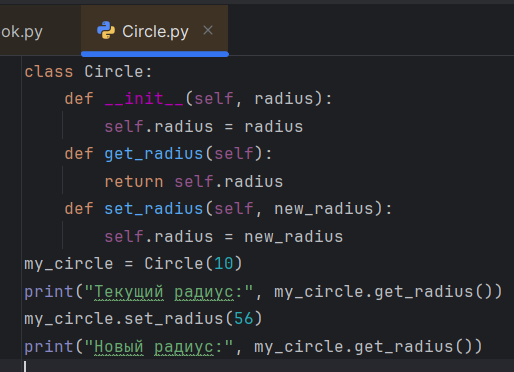 ok.py
Circle.py
class Circle:
    def __init__(self, radius):
        self.radius = radius
    def get_radius(self):
        return self.radius
    def set_radius(self, new_radius):
        self.radius = new_radius
my_circle = Circle(10)
print("Текущий радиус:", my_circle.get_radius())
my_circle.set_radius(56)
print("Новый радиус:", my_circle.get_radius())